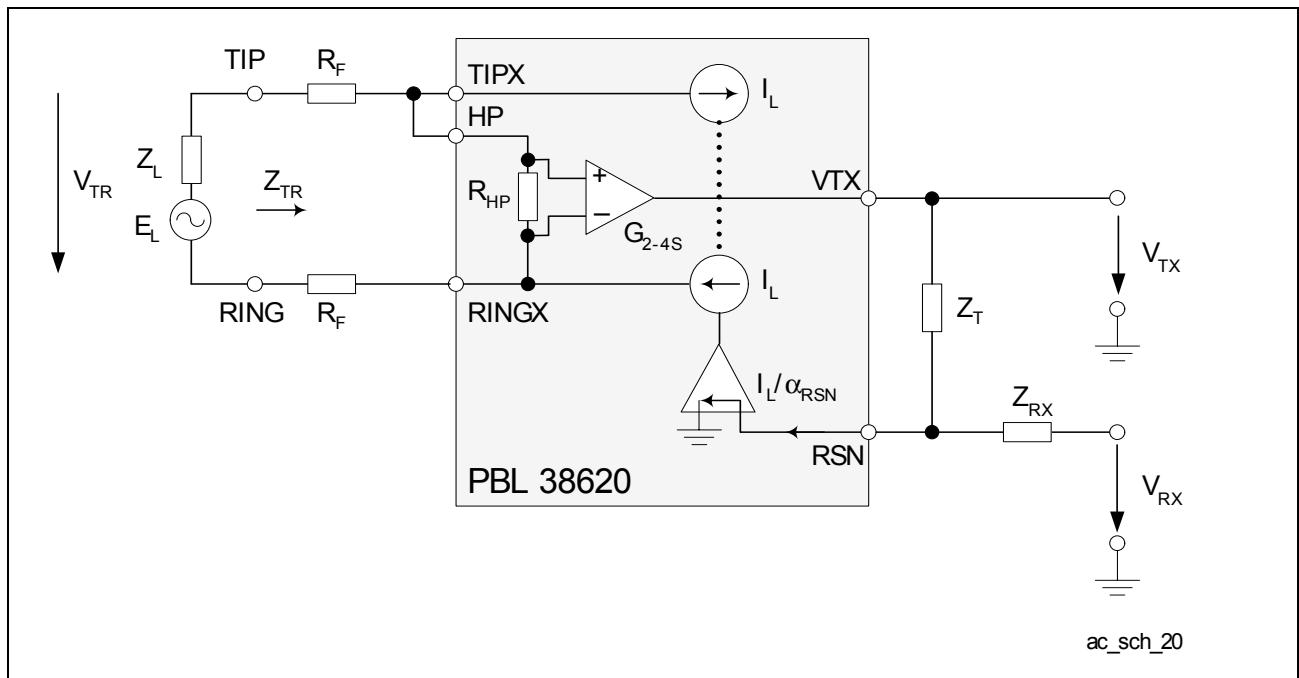 TIP
R_F
TIPX
I_L
HP
Z_L
V_TR
Z_TR
R_HP
+
−
VTX
E_L
G_2-4S
V_TX
I_L
RING
R_F
RINGX
Z_T
I_L/α_RSN
Z_RX
RSN
PBL 38620
V_RX
ac_sch_20